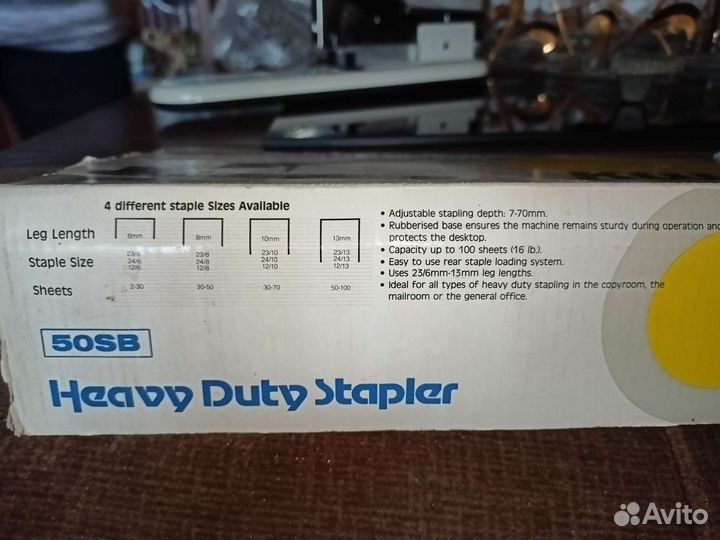 4 different staple Sizes Available
Leg Length 6mm 8mm 10mm 13mm
Staple Size 23/6 23/8 23/10 23/13
24/6 24/8 24/10 24/13
12/6 12/8 12/10 12/13
Sheets 2-30 30-50 30-70 50-100
• Adjustable stapling depth: 7-70mm.
• Rubberised base ensures the machine remains sturdy during operation and
protects the desktop.
• Capacity up to 100 sheets (16 lb.).
• Easy to use rear staple loading system.
• Uses 23/6mm-13mm leg lengths.
• Ideal for all types of heavy duty stapling in the copyroom, the
mailroom or the general office.
50SB
Heavy Duty Stapler
Avito